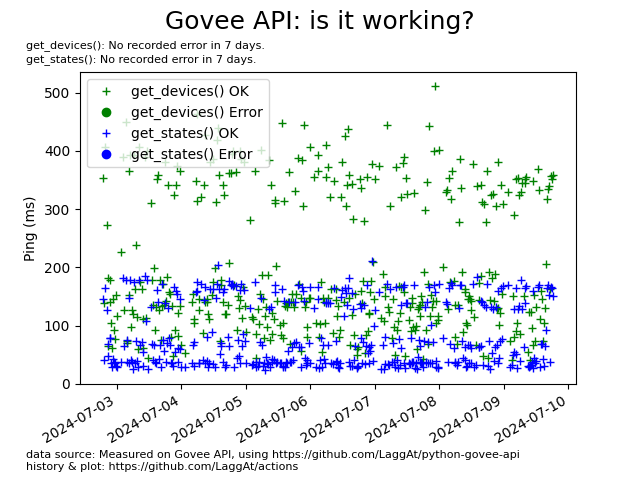 Govee API: is it working?
get_devices(): No recorded error in 7 days.
get_states(): No recorded error in 7 days.
get_devices() OK
get_devices() Error
get_states() OK
get_states() Error
500
400
300
200
100
0
Ping (ms)
2024-07-03
2024-07-04
2024-07-05
2024-07-06
2024-07-07
2024-07-08
2024-07-09
2024-07-10
data source: Measured on Govee API, using https://github.com/LaggAt/python-govee-api
history & plot: https://github.com/LaggAt/actions